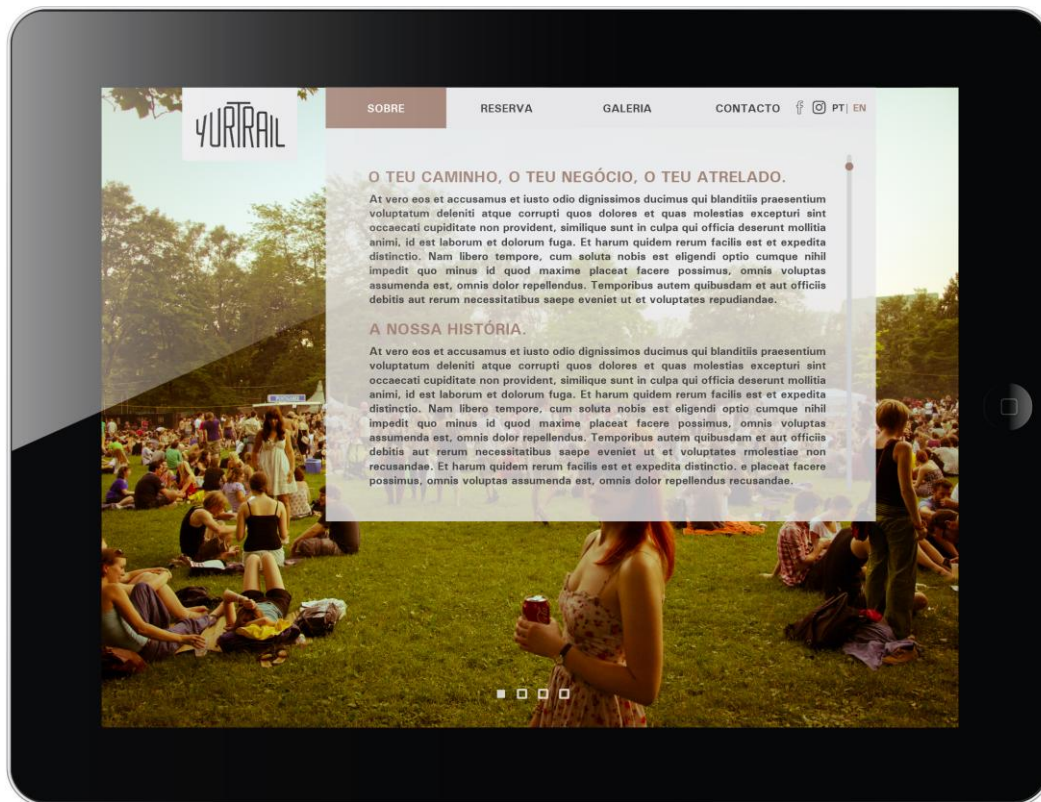 YURTRAIL
SOBRE
RESERVA
GALERIA
CONTACTO
PT| EN
O TEU CAMINHO, O TEU NEGÓCIO, O TEU ATRELADO.
At vero eos et accusamus et iusto odio dignissimos ducimus qui blanditiis praesentium
voluptatum deleniti atque corrupti quos dolores et quas molestias excepturi sint
occaecati cupiditate non provident, similique sunt in culpa qui officia deserunt mollitia
animi, id est laborum et dolorum fuga. Et harum quidem rerum facilis est et expedita
distinctio. Nam libero tempore, cum soluta nobis est eligendi optio cumque nihil
impedit quo minus id quod maxime placeat facere possimus, omnis voluptas
assumenda est, omnis dolor repellendus. Temporibus autem quibusdam et aut officiis
debitis aut rerum necessitatibus saepe eveniet ut et voluptates repudiandae.
A NOSSA HISTÓRIA.
At vero eos et accusamus et iusto odio dignissimos ducimus qui blanditiis praesentium
voluptatum deleniti atque corrupti quos dolores et quas molestias excepturi sint
occaecati cupiditate non provident, similique sunt in culpa qui officia deserunt mollitia
animi, id est laborum et dolorum fuga. Et harum quidem rerum facilis est et expedita
distinctio. Nam libero tempore, cum soluta nobis est eligendi optio cumque nihil
impedit quo minus id quod maxime placeat facere possimus, omnis voluptas
assumenda est, omnis dolor repellendus. Temporibus autem quibusdam et aut officiis
debitis aut rerum necessitatibus saepe eveniet ut et voluptates rmolestiae non
recusandae. Et harum quidem rerum facilis est et expedita distinctio. e placeat facere
possimus, omnis voluptas assumenda est, omnis dolor repellendus recusandae.